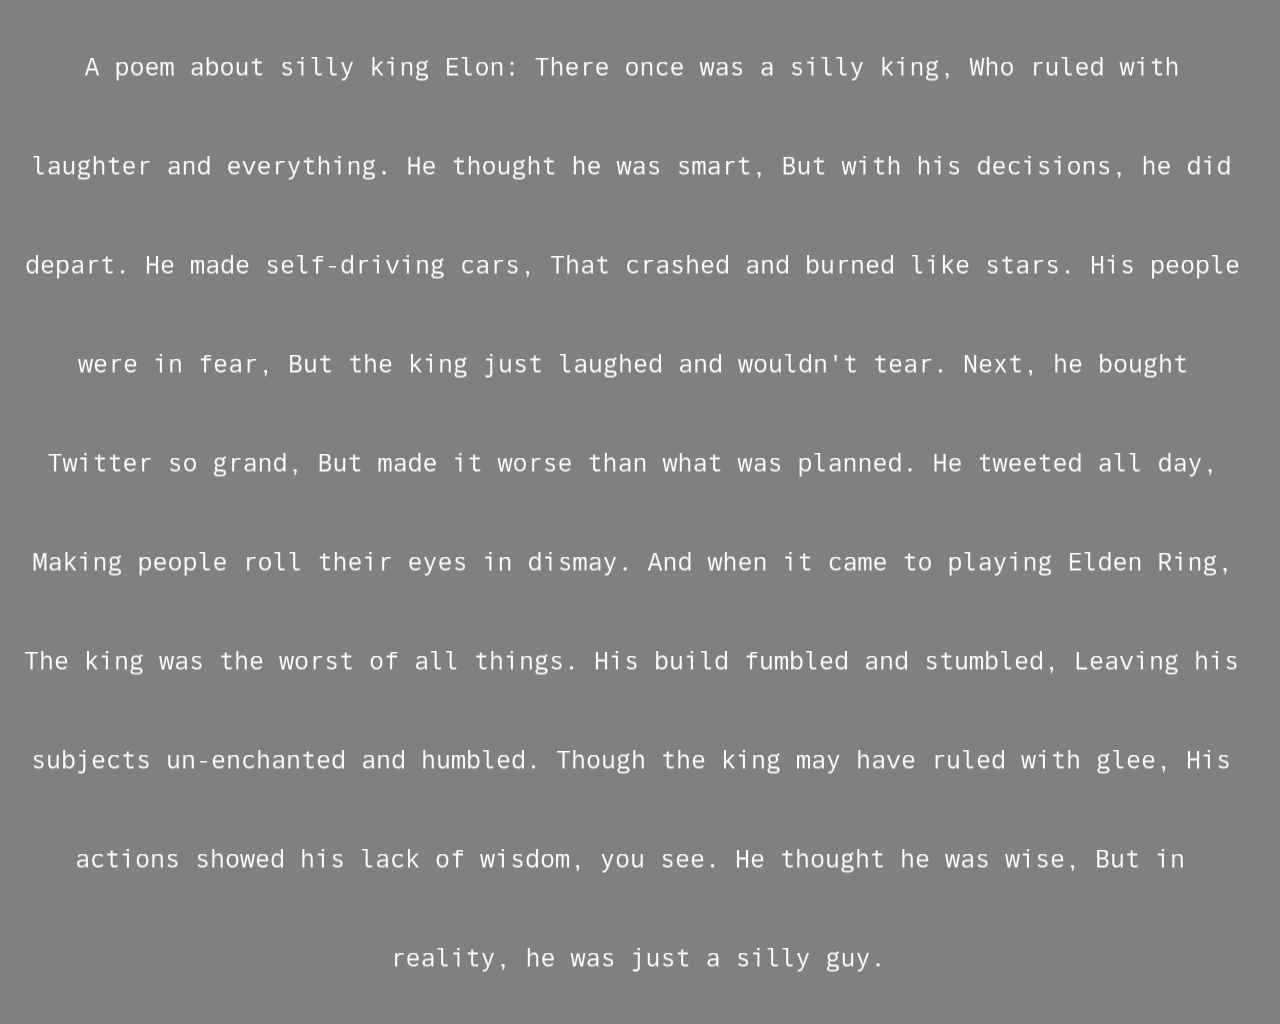 A poem about silly king Elon: There once was a silly king, Who ruled with
laughter and everything. He thought he was smart, But with his decisions, he did
depart. He made self-driving cars, That crashed and burned like stars. His people
were in fear, But the king just laughed and wouldn't tear. Next, he bought
Twitter so grand, But made it worse than what was planned. He tweeted all day,
Making people roll their eyes in dismay. And when it came to playing Elden Ring,
The king was the worst of all things. His build fumbled and stumbled, Leaving his
subjects un-enchanted and humbled. Though the king may have ruled with glee, His
actions showed his lack of wisdom, you see. He thought he was wise, But in
reality, he was just a silly guy.